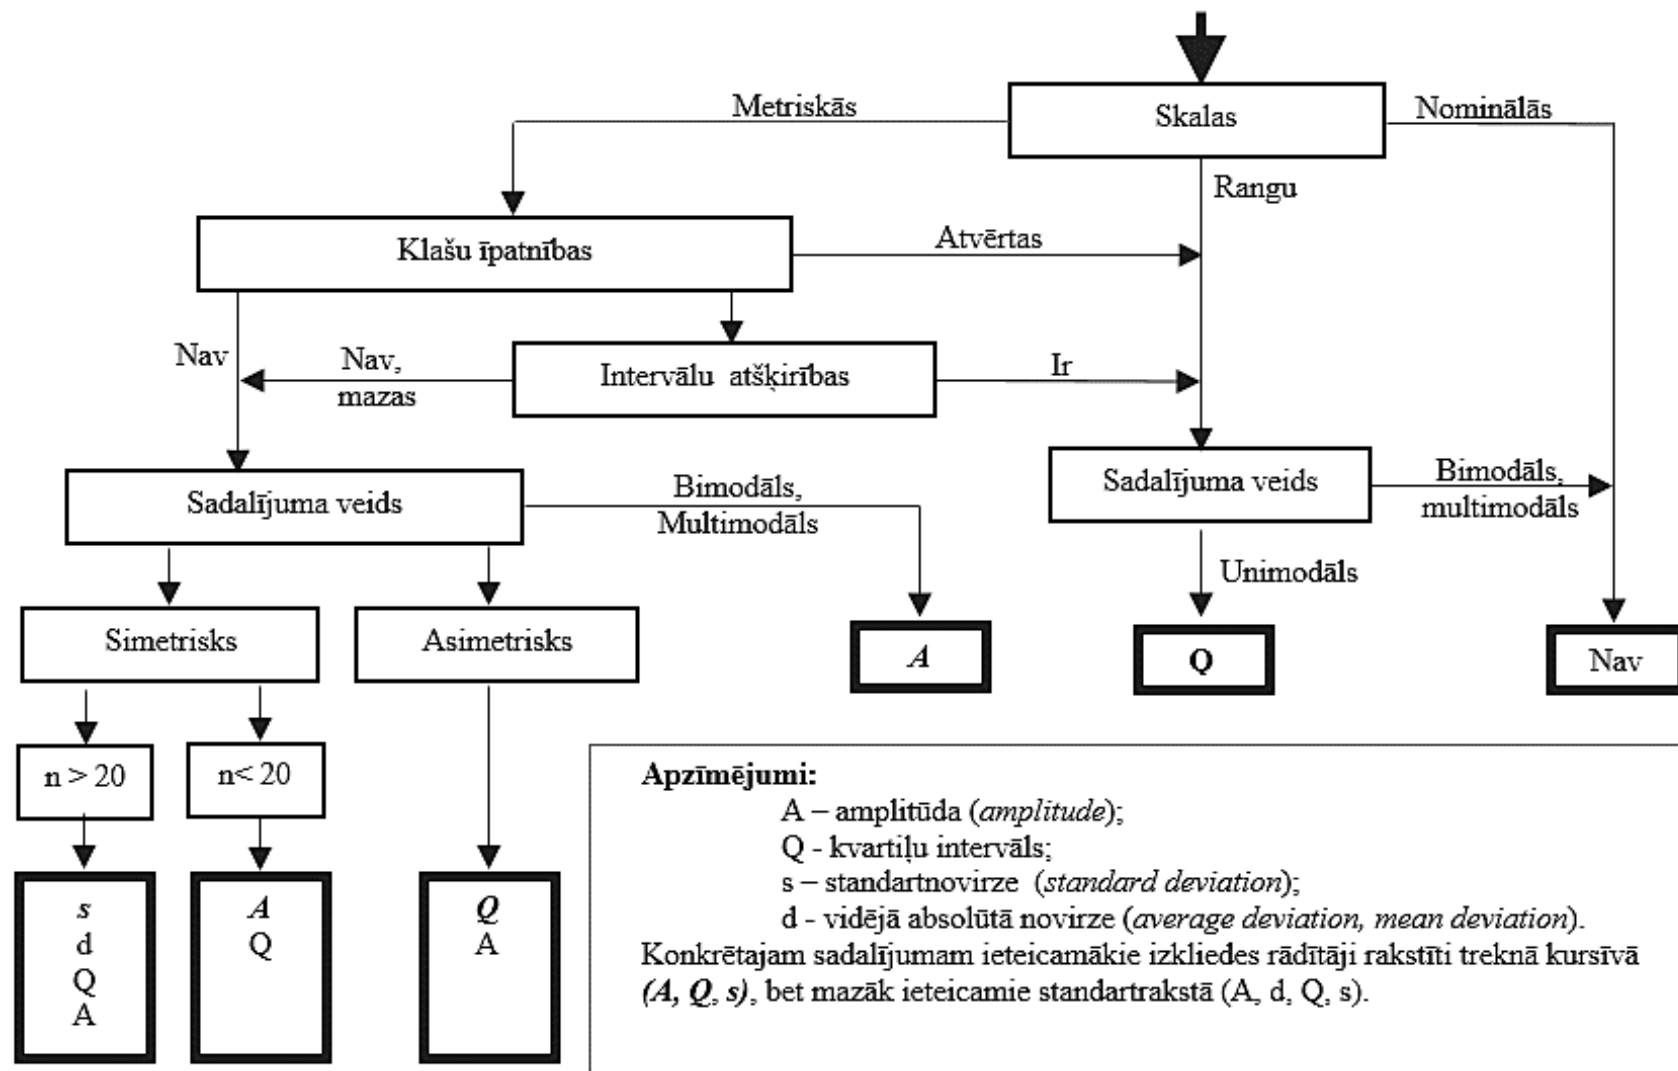 Metriskās
Skalas
Nominālās
Rangu
Klašu īpatnības
Atvērtas
Nav
Nav,
mazas
Intervālu atšķirības
Ir
Sadalījuma veids
Bimodāls,
Multimodāls
Sadalījuma veids
Bimodāls,
multimodāls
Unimodāls
Simetrisks
Asimetrisks
A
Q
Nav
n > 20
n< 20
s
d
Q
A
A
Q
Q
A
Apzīmējumi:
A – amplitūda (amplitude);
Q - kvartiļu intervāls;
s – standartnovirze (standard deviation);
d - vidējā absolūtā novirze (average deviation, mean deviation).
Konkrētajam sadalījumam ieteicamākie izkliedes rādītāji rakstīti treknā kursīvā
(A, Q, s), bet mazāk ieteicamie standartrakstā (A, d, Q, s).